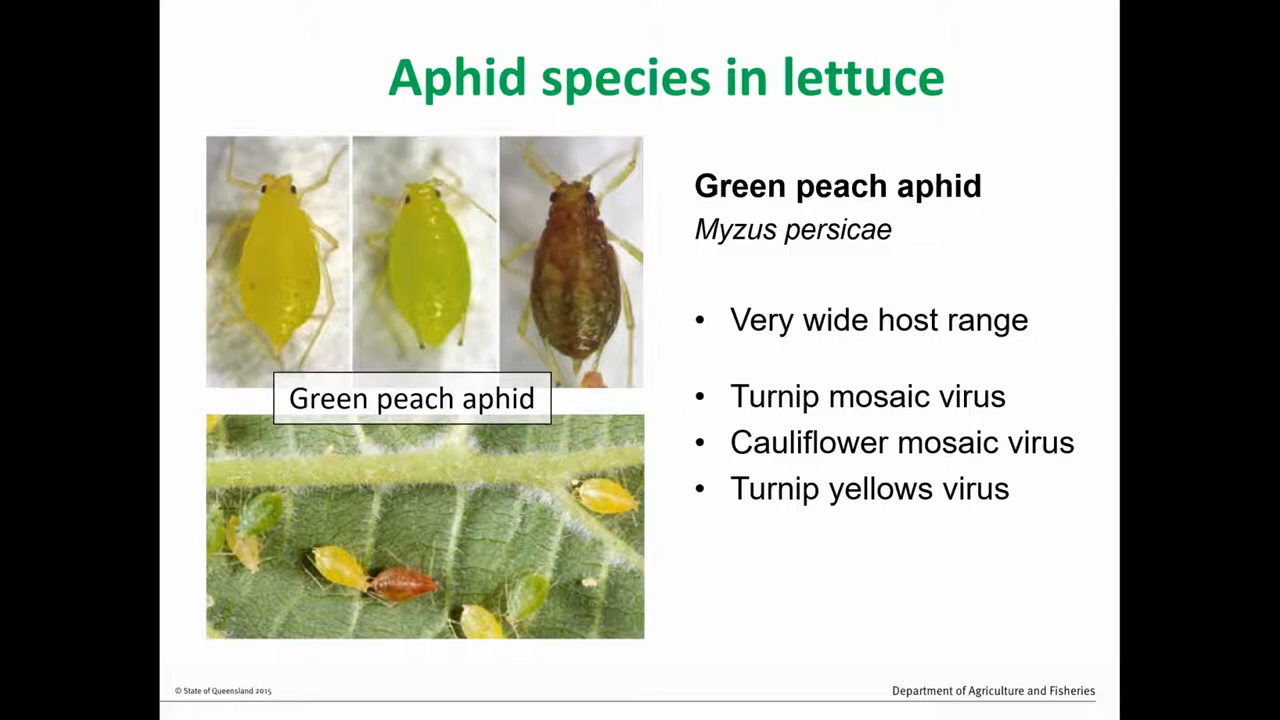 Aphid species in lettuce
Green peach aphid
Myzus persicae
• Very wide host range
• Turnip mosaic virus
• Cauliflower mosaic virus
• Turnip yellows virus
Green peach aphid
© State of Queensland 2015
Department of Agriculture and Fisheries